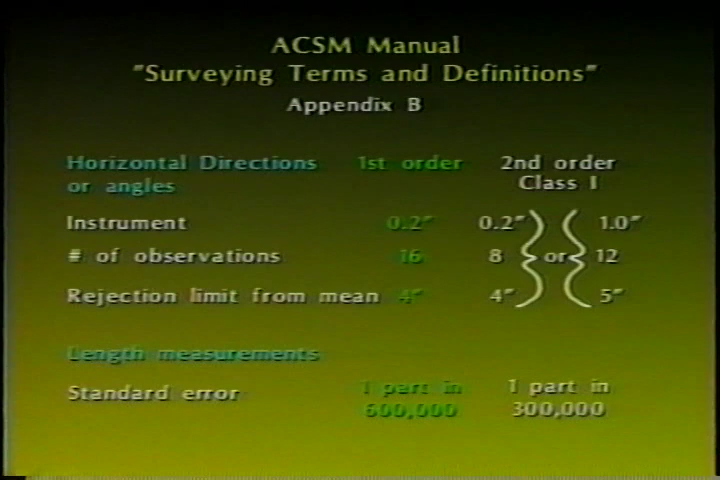 ACSM Manual
"Surveying Terms and Definitions"
Appendix B
Horizontal Directions 1st order 2nd order
or angles Class I
Instrument 0.2" 0.2" 1.0"
# of observations 16 8 or 12
Rejection limit from mean 4" 4" 5"
Length measurements
Standard error 1 part in 1 part in
600,000 300,000